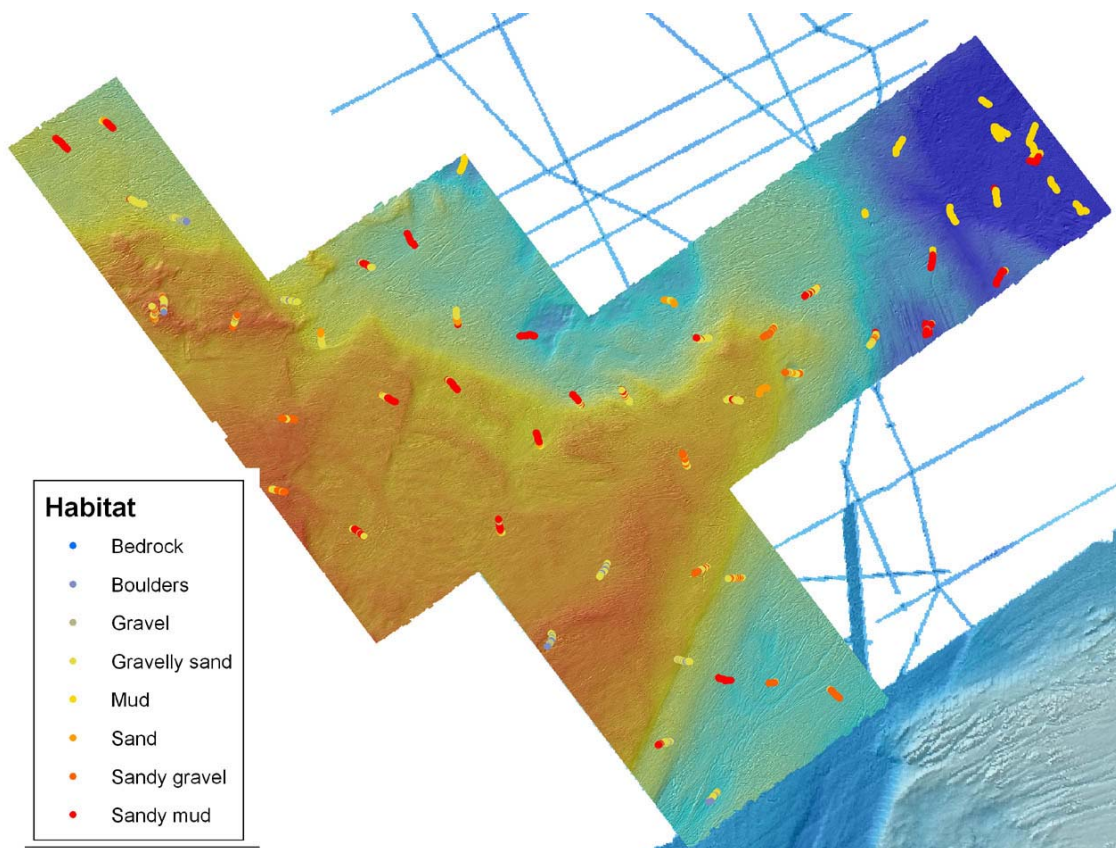 Habitat
Bedrock
Boulders
Gravel
Gravelly sand
Mud
Sand
Sandy gravel
Sandy mud